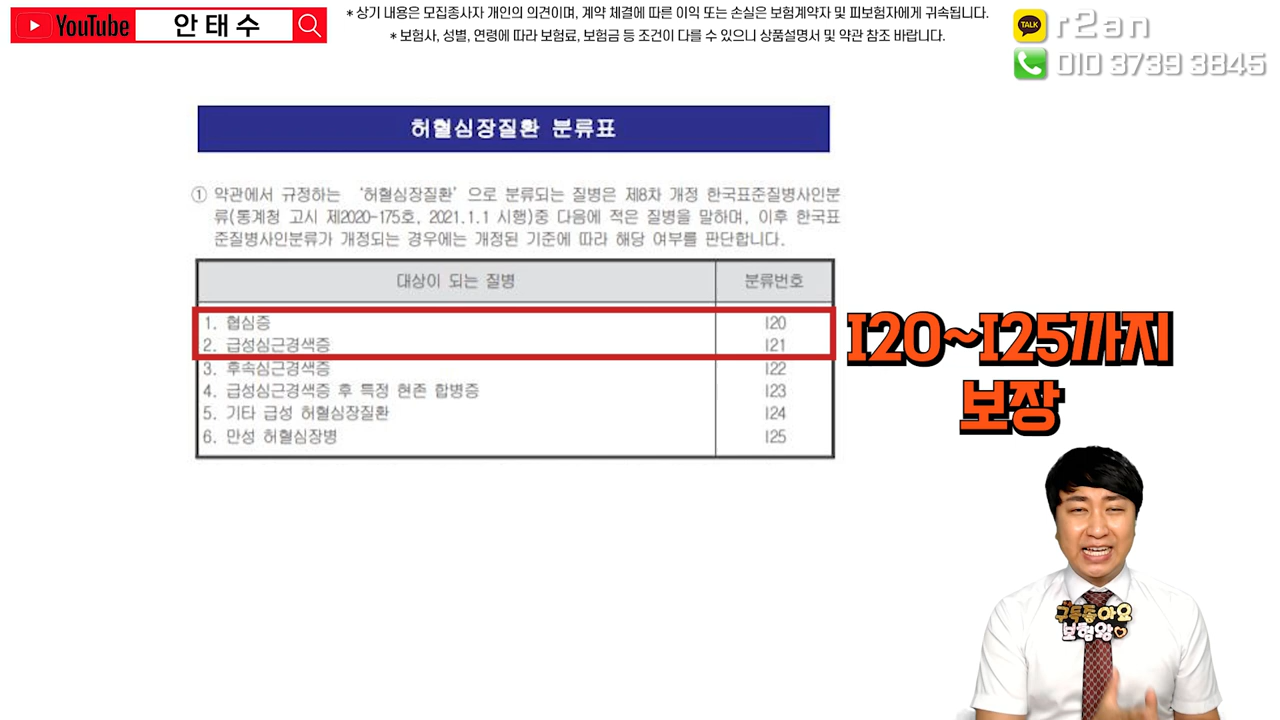 YouTube 안태수
* 상기 내용은 모집종사자 개인의 의견이며, 계약 체결에 따른 이익 또는 손실은 보험계약자 및 피보험자에게 귀속됩니다.
* 보험사, 성별, 연령에 따라 보험료, 보험금 등 조건이 다를 수 있으니 상품설명서 및 약관 참조 바랍니다.
TALK r2an
010 3739 3845
허혈심장질환 분류표
① 약관에서 규정하는 ‘허혈심장질환’으로 분류되는 질병은 제8차 개정 한국표준질병사인분
류(통계청 고시 제2020-175호, 2021.1.1 시행)중 다음에 적은 질병을 말하며, 이후 한국표
준질병사인분류가 개정되는 경우에는 개정된 기준에 따라 해당 여부를 판단합니다.
대상이 되는 질병 분류번호
1. 협심증 I20
2. 급성심근경색증 I21
3. 후속심근경색증 I22
4. 급성심근경색증 후 특정 현존 합병증 I23
5. 기타 급성 허혈심장질환 I24
6. 만성 허혈심장병 I25
I20~I25까지
보장
구독좋아요
보험왕